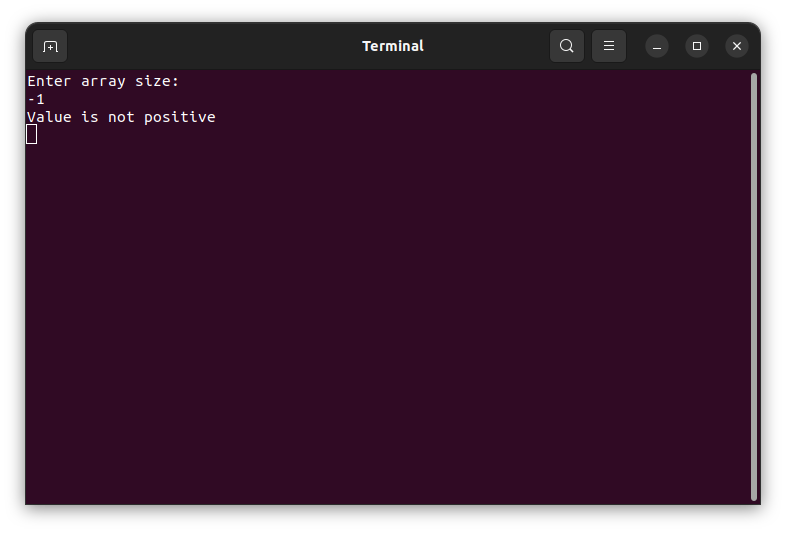 Terminal
Enter array size:
-1
Value is not positive